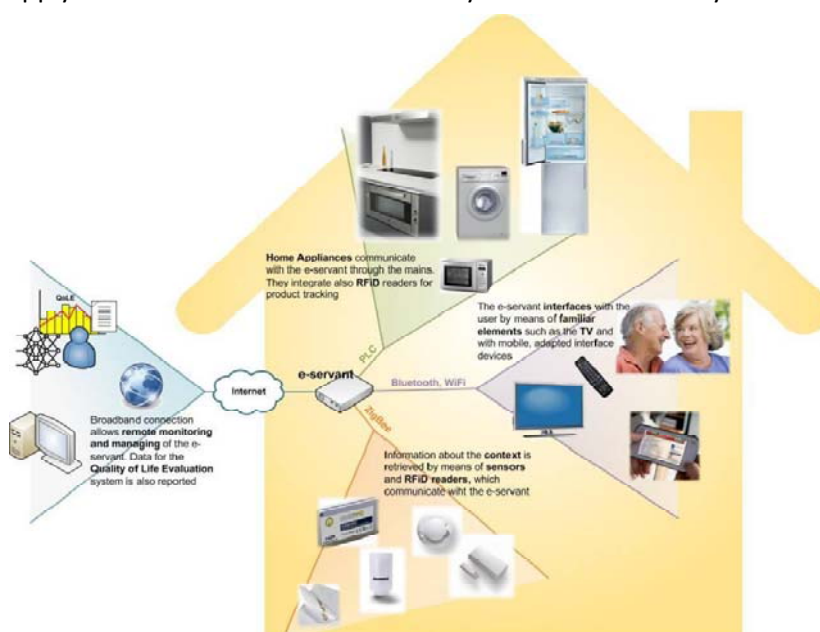 QoLE
Home Appliances communicate
with the e-servant through the mains.
They integrate also RFiD readers for
product tracking
The e-servant interfaces with the
user by means of familiar
elements such as the TV and
with mobile, adapted interface
devices
PLC
e-servant
Internet
Bluetooth, WiFi
ZigBee
Broadband connection
allows remote monitoring
and managing of the e-
servant. Data for the
Quality of Life Evaluation
system is also reported
Information about the context is
retrieved by means of sensors
and RFiD readers, which
communicate wiht the e-servant